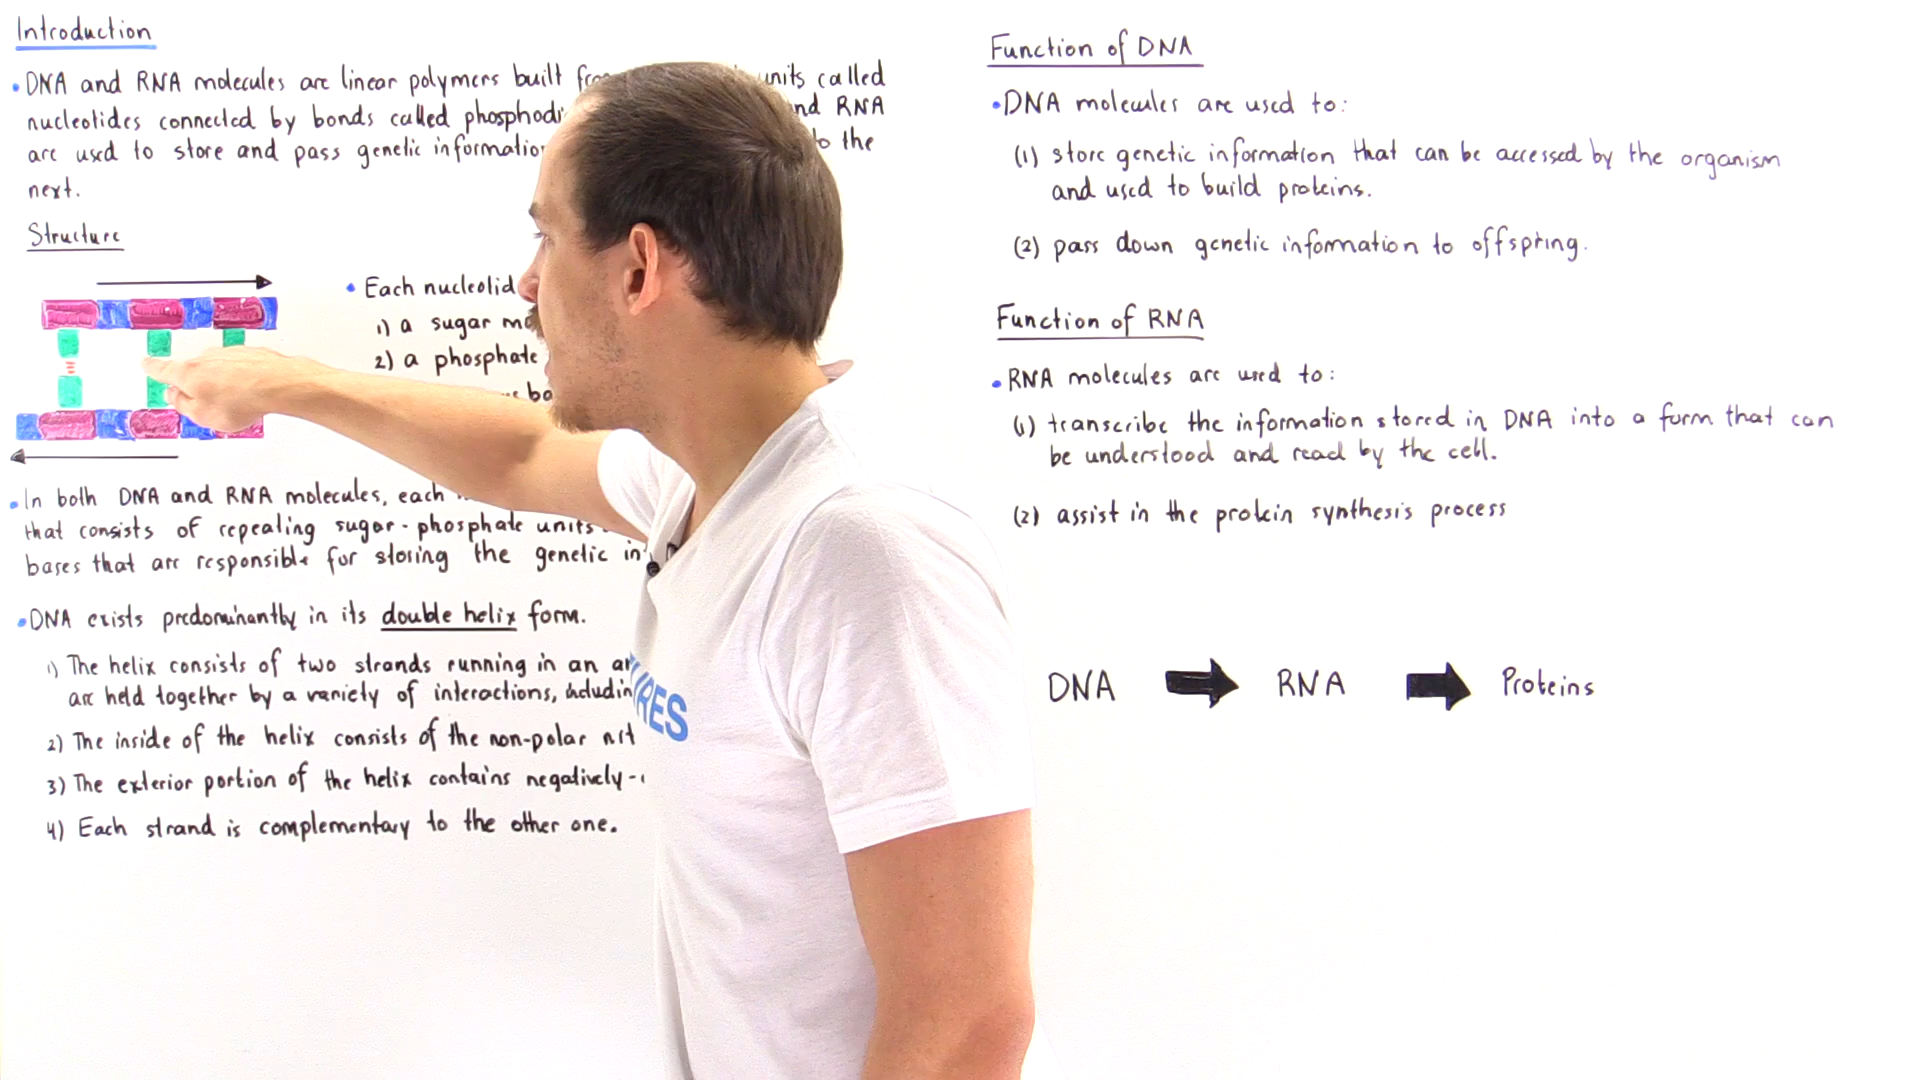 Introduction
• DNA and RNA molecules are linear polymers built units called
nucleotides connected by bonds called and RNA
are used to store and pass genetic the
next.
Structure
• Each
1) a sugar
2) a phosphate
• In both DNA and RNA molecules, each
that consists of repeating sugar-phosphate units
bases that are responsible for storing the genetic
• DNA exists predominantly in its double helix form.
1) The helix consists of two strands running in an
are held together by a variety of interactions,
2) The inside of the helix consists of the non-polar
3) The exterior portion of the helix contains negatively-
4) Each strand is complementary to the other one.
Function of DNA
• DNA molecules are used to:
(1) store genetic information that can be accessed by the organism
and used to build proteins.
(2) pass down genetic information to offspring.
Function of RNA
• RNA molecules are used to:
(1) transcribe the information stored in DNA into a form that can
be understood and read by the cell.
(2) assist in the protein synthesis process
DNA RNA Proteins